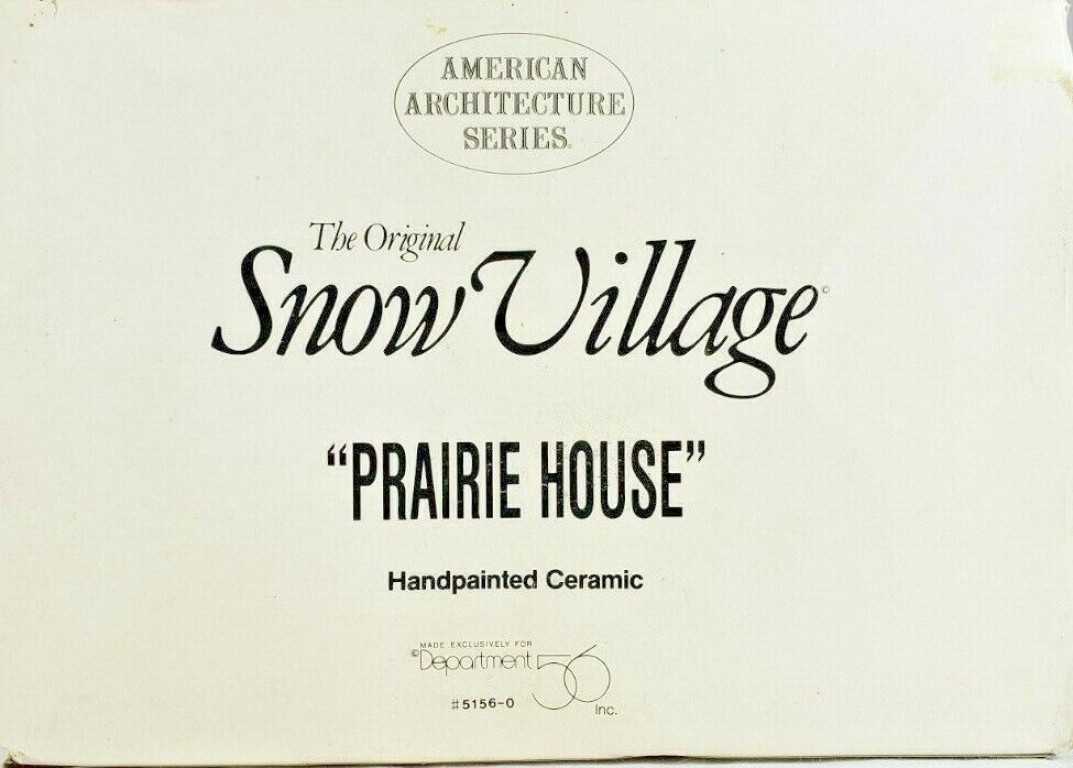 AMERICAN
ARCHITECTURE
SERIES.
The Original
Snow Village©
“PRAIRIE HOUSE”
Handpainted Ceramic
MADE EXCLUSIVELY FOR
©Department 56
#5156-0
Inc.